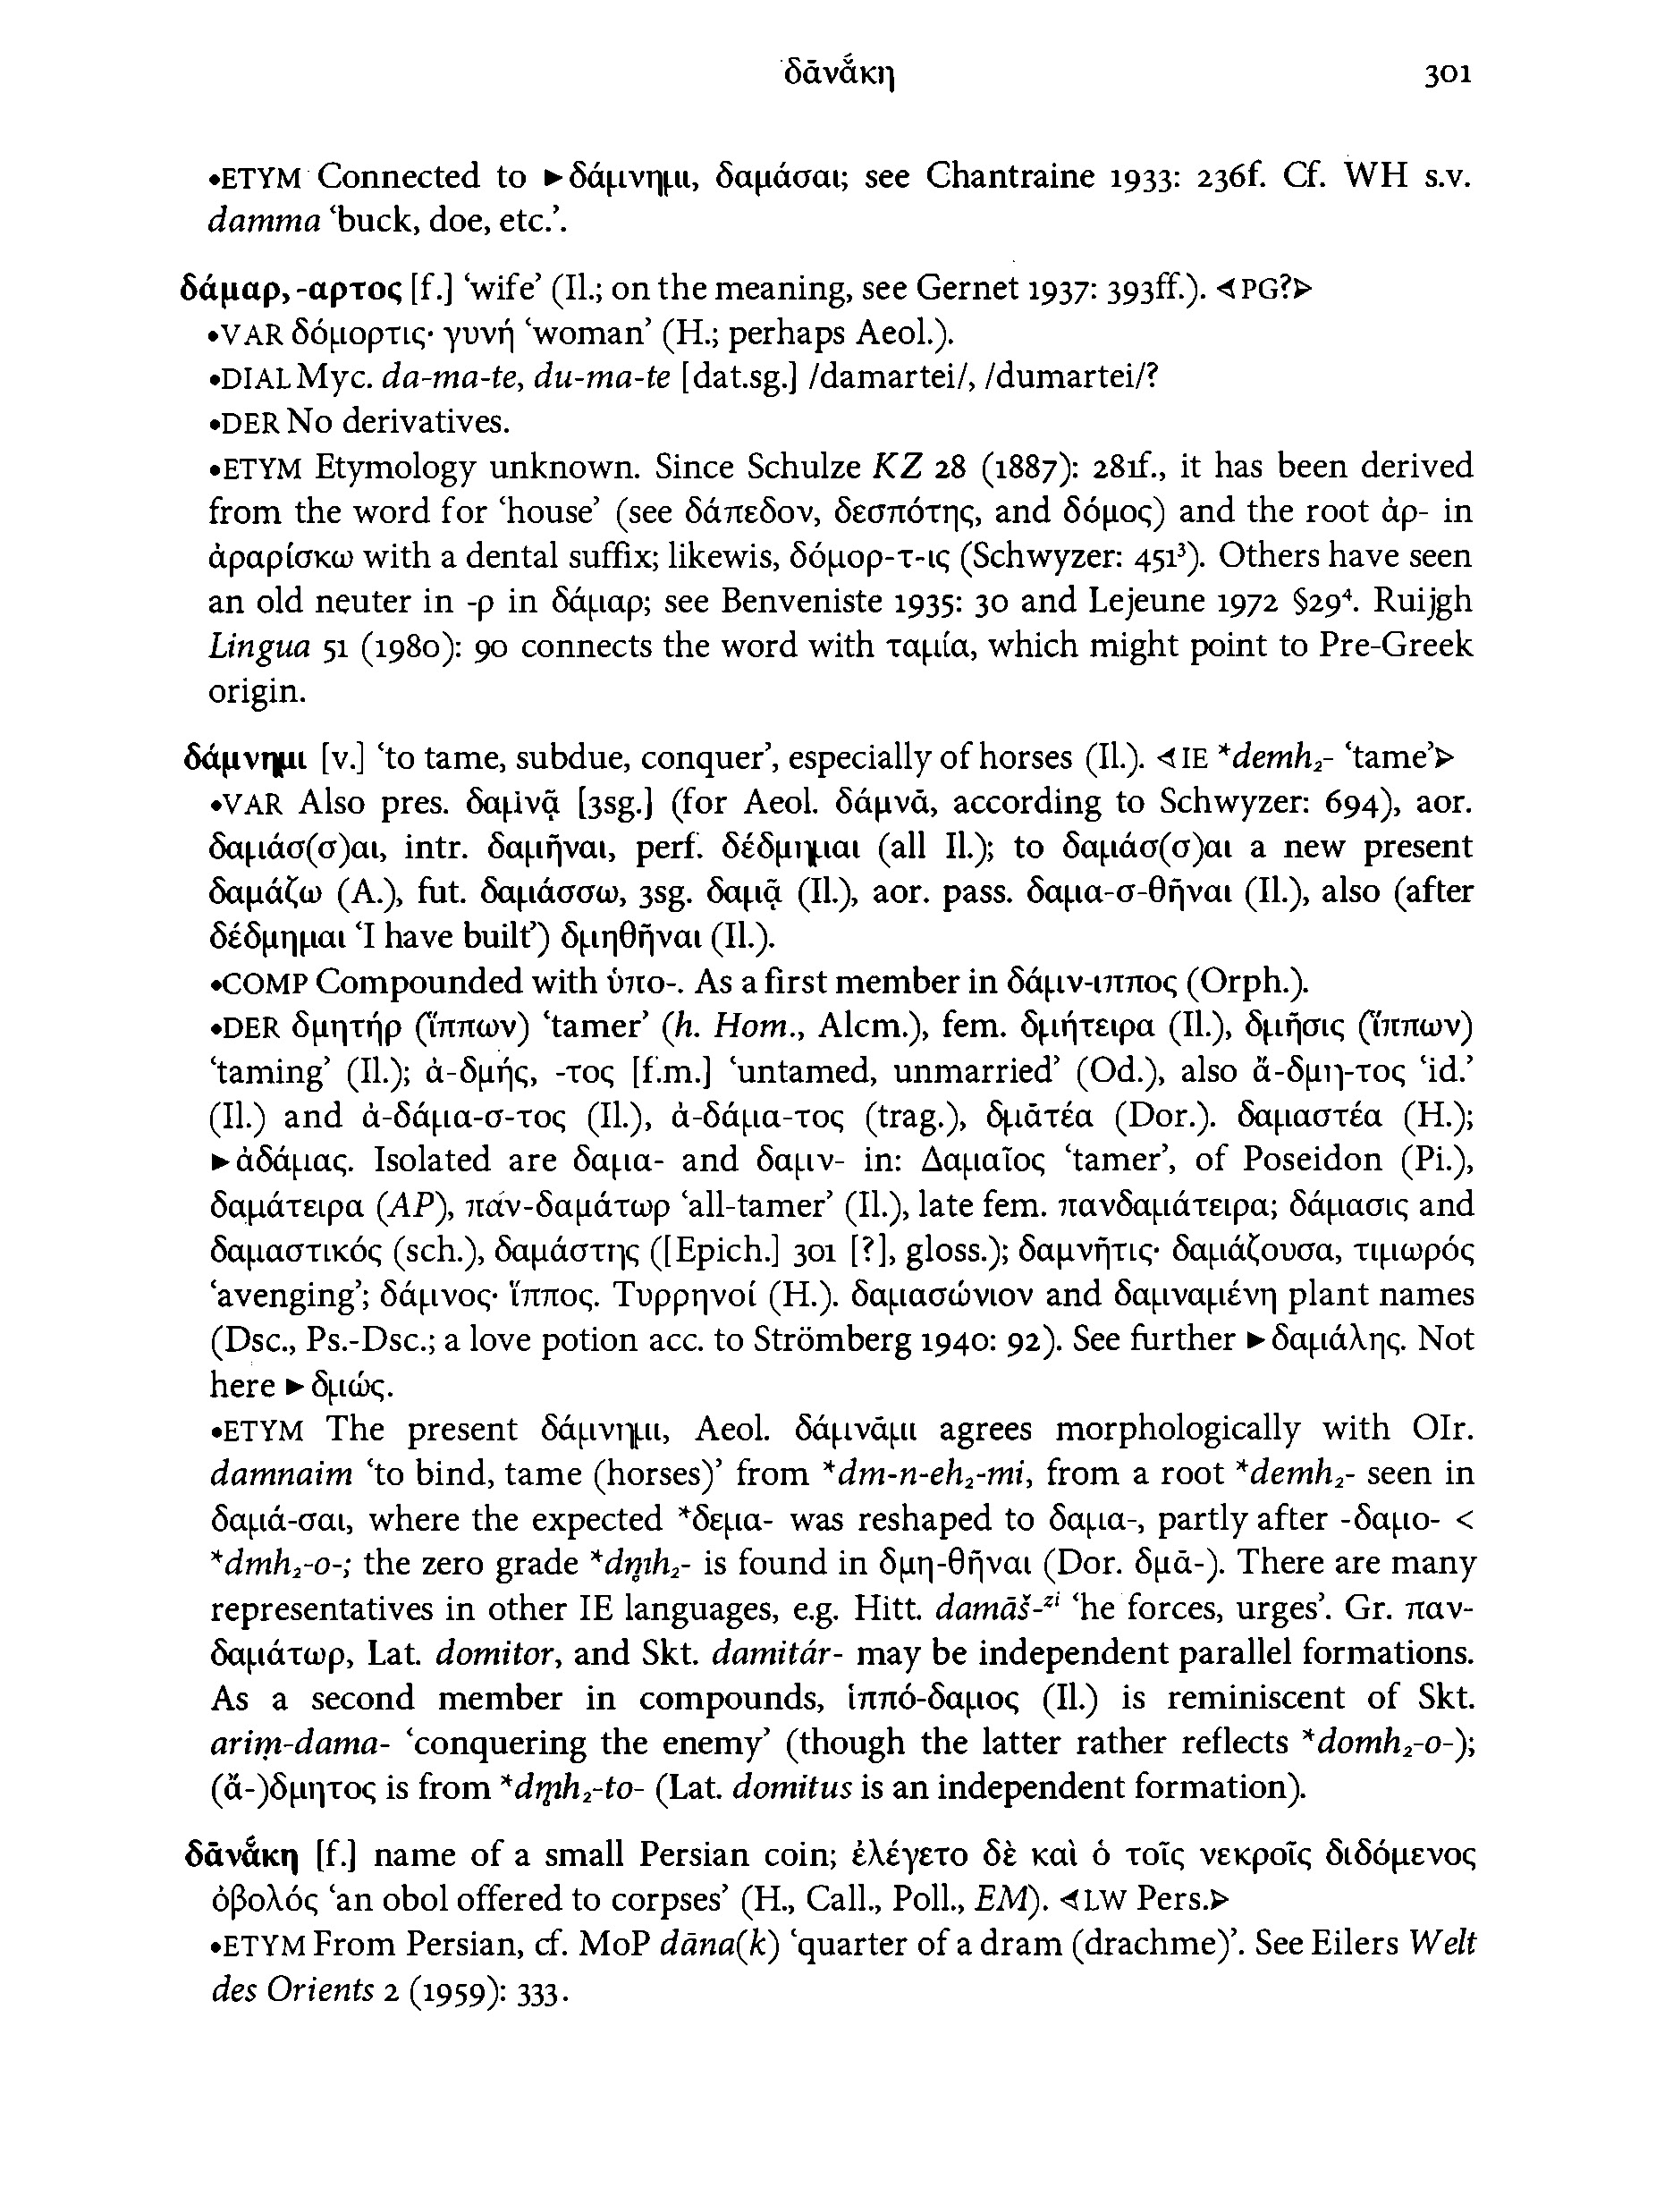 δᾱνᾰ́κη 301
•ETYM Connected to ►δάμνημι, δαμάσαι; see Chantraine 1933: 236f. Cf. WH s.v.
damma ‘buck, doe, etc.’.
δάμαρ, -αρτος [f.] ‘wife’ (Il.; on the meaning, see Gernet 1937: 393ff.). ⊲PG?⊳
•VAR δόμορτις· γυνή ‘woman’ (H.; perhaps Aeol.).
•DIAL Myc. da-ma-te, du-ma-te [dat.sg.] /damartei/, /dumartei/?
•DER No derivatives.
•ETYM Etymology unknown. Since Schulze KZ 28 (1887): 281f., it has been derived
from the word for ‘house’ (see δάπεδον, δεσπότης, and δόμος) and the root ἀρ- in
ἀραρίσκω with a dental suffix; likewis, δόμορ-τ-ις (Schwyzer: 451³). Others have seen
an old neuter in -ρ in δάμαρ; see Benveniste 1935: 30 and Lejeune 1972 §29⁴. Ruijgh
Lingua 51 (1980): 90 connects the word with ταμία, which might point to Pre-Greek
origin.
δάμνημι [v.] ‘to tame, subdue, conquer’, especially of horses (Il.). ⊲IE *demh₂- ‘tame’⊳
•VAR Also pres. δαμνᾷ [3sg.] (for Aeol. δάμνᾱ, according to Schwyzer: 694), aor.
δαμάσ(σ)αι, intr. δαμῆναι, perf. δέδμημαι (all Il.); to δαμάσ(σ)αι a new present
δαμάζω (A.), fut. δαμάσσω, 3sg. δαμᾷ (Il.), aor. pass. δαμα-σ-θῆναι (Il.), also (after
δέδμημαι ‘I have built’) δμηθῆναι (Il.).
•COMP Compounded with ὑπο-. As a first member in δάμν-ιππος (Orph.).
•DER δμητήρ (ἵππων) ‘tamer’ (h. Hom., Alcm.), fem. δμήτειρα (Il.), δμῆσις (ἵππων)
‘taming’ (Il.); ἀ-δμής, -τος [f.m.] ‘untamed, unmarried’ (Od.), also ἄ-δμη-τος ‘id.’
(Il.) and ἀ-δάμα-σ-τος (Il.), ἀ-δάμα-τος (trag.), δμᾱτέα (Dor.). δαμαστέα (H.);
►ἀδάμας. Isolated are δαμα- and δαμν- in: Δαμαῖος ‘tamer’, of Poseidon (Pi.),
δαμάτειρα (AP), πάν-δαμάτωρ ‘all-tamer’ (Il.), late fem. πανδαμάτειρα; δάμασις and
δαμαστικός (sch.), δαμάστης ([Epich.] 301 [?], gloss.); δαμνῆτις· δαμάζουσα, τιμωρός
‘avenging’; δάμνος· ἵππος. Τυρρηνοί (H.). δαμασώνιον and δαμναμένη plant names
(Dsc., Ps.-Dsc.; a love potion acc. to Strömberg 1940: 92). See further ►δαμάλης. Not
here ►δμώς.
•ETYM The present δάμνημι, Aeol. δάμνᾱμι agrees morphologically with OIr.
damnaim ‘to bind, tame (horses)’ from *dm-n-eh₂-mi, from a root *demh₂- seen in
δαμά-σαι, where the expected *δεμα- was reshaped to δαμα-, partly after -δαμο- <
*dmh₂-o-; the zero grade *dm̥h₂- is found in δμη-θῆναι (Dor. δμᾱ-). There are many
representatives in other IE languages, e.g. Hitt. damāš-ᶻⁱ ‘he forces, urges’. Gr. παν-
δαμάτωρ, Lat. domitor, and Skt. damitár- may be independent parallel formations.
As a second member in compounds, ἱππό-δαμος (Il.) is reminiscent of Skt.
ariṃ-dama- ‘conquering the enemy’ (though the latter rather reflects *domh₂-o-);
(ἄ-)δμητος is from *dm̥h₂-to- (Lat. domitus is an independent formation).
δᾱνᾰ́κη [f.] name of a small Persian coin; ἐλέγετο δὲ καὶ ὁ τοῖς νεκροῖς διδόμενος
ὀβολός ‘an obol offered to corpses’ (H., Call., Poll., EM). ⊲LW Pers.⊳
•ETYM From Persian, cf. MoP dāna(k) ‘quarter of a dram (drachme)’. See Eilers Welt
des Orients 2 (1959): 333.